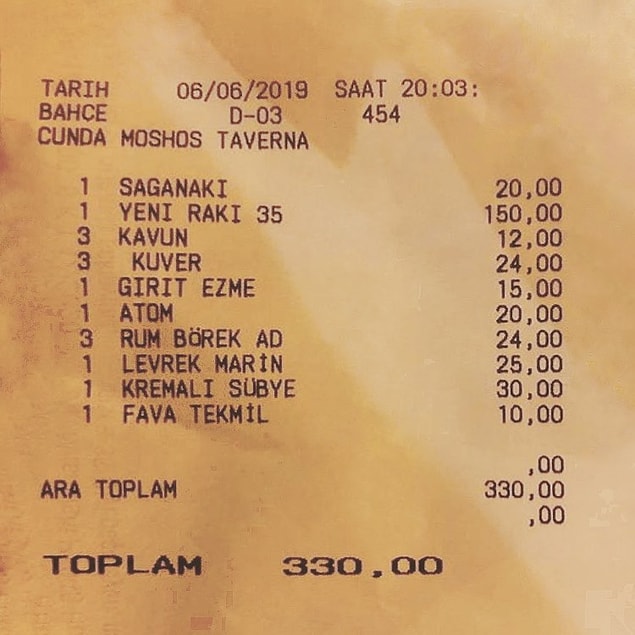 TARIH 06/06/2019 SAAT 20:03:
BAHCE D-03 454
CUNDA MOSHOS TAVERNA
1 SAGANAKI 20,00
1 YENI RAKI 35 150,00
3 KAVUN 12,00
3 KUVER 24,00
1 GIRIT EZME 15,00
1 ATOM 20,00
3 RUM BÖREK AD 24,00
1 LEVREK MARİN 25,00
1 KREMALI SÜBYE 30,00
1 FAVA TEKMİL 10,00
,00
ARA TOPLAM 330,00
,00
TOPLAM 330,00